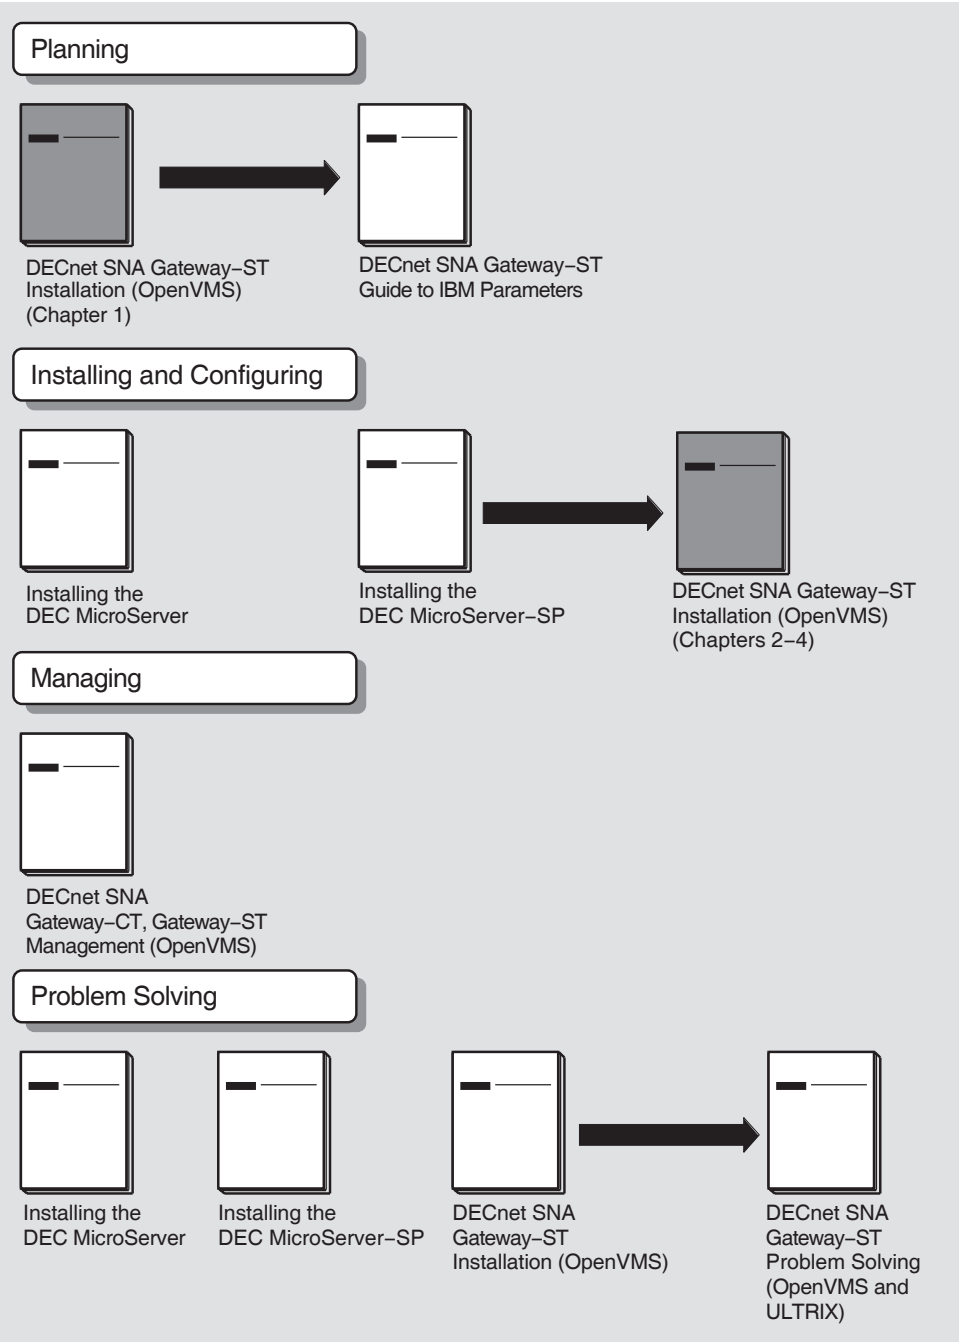 Planning
DECnet SNA Gateway–ST
Installation (OpenVMS)
(Chapter 1)
DECnet SNA Gateway–ST
Guide to IBM Parameters
Installing and Configuring
Installing the
DEC MicroServer
Installing the
DEC MicroServer–SP
DECnet SNA Gateway–ST
Installation (OpenVMS)
(Chapters 2–4)
Managing
DECnet SNA
Gateway–CT, Gateway–ST
Management (OpenVMS)
Problem Solving
Installing the
DEC MicroServer
Installing the
DEC MicroServer–SP
DECnet SNA
Gateway–ST
Installation (OpenVMS)
DECnet SNA
Gateway–ST
Problem Solving
(OpenVMS and
ULTRIX)